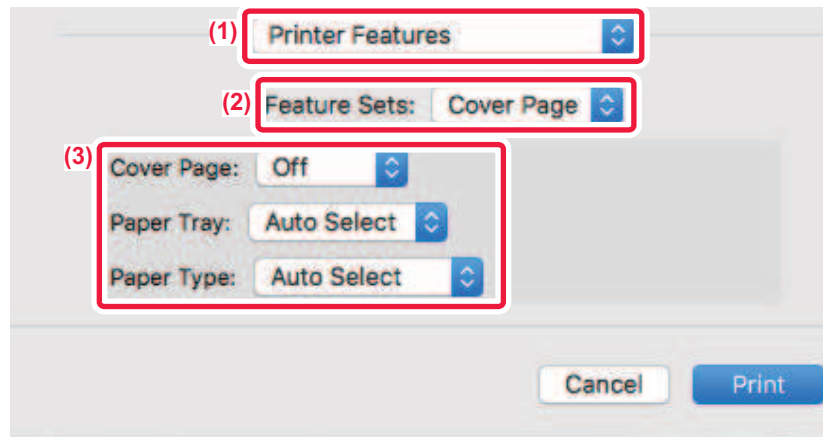 (1) Printer Features
(2) Feature Sets: Cover Page
(3) Cover Page: Off
Paper Tray: Auto Select
Paper Type: Auto Select
Cancel Print